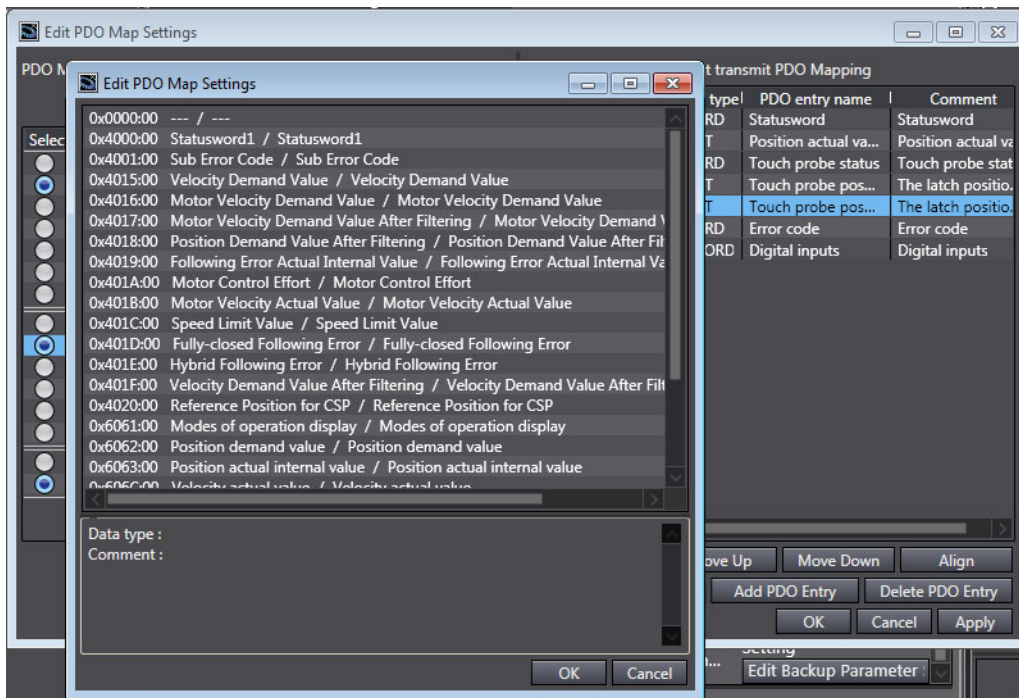 Edit PDO Map Settings
PDO M
Edit PDO Map Settings
0x0000:00 --- / ---
0x4000:00 Statusword1 / Statusword1
0x4001:00 Sub Error Code / Sub Error Code
0x4015:00 Velocity Demand Value / Velocity Demand Value
0x4016:00 Motor Velocity Demand Value / Motor Velocity Demand Value
0x4017:00 Motor Velocity Demand Value After Filtering / Motor Velocity Demand V
0x4018:00 Position Demand Value After Filtering / Position Demand Value After Filt
0x4019:00 Following Error Actual Internal Value / Following Error Actual Internal Va
0x401A:00 Motor Control Effort / Motor Control Effort
0x401B:00 Motor Velocity Actual Value / Motor Velocity Actual Value
0x401C:00 Speed Limit Value / Speed Limit Value
0x401D:00 Fully-closed Following Error / Fully-closed Following Error
0x401E:00 Hybrid Following Error / Hybrid Following Error
0x401F:00 Velocity Demand Value After Filtering / Velocity Demand Value After Filt
0x4020:00 Reference Position for CSP / Reference Position for CSP
0x6061:00 Modes of operation display / Modes of operation display
0x6062:00 Position demand value / Position demand value
0x6063:00 Position actual internal value / Position actual internal value
0x606C:00 Velocity actual value / Velocity actual value
Data type :
Comment :
OK Cancel
Selec
t transmit PDO Mapping
type PDO entry name Comment
RD Statusword Statusword
T Position actual va... Position actual va
RD Touch probe status Touch probe stat
T Touch probe pos... The latch positio.
T Touch probe pos... The latch positio.
RD Error code Error code
ORD Digital inputs Digital inputs
ove Up Move Down Align
Add PDO Entry Delete PDO Entry
OK Cancel Apply
Setting
Edit Backup Parameter